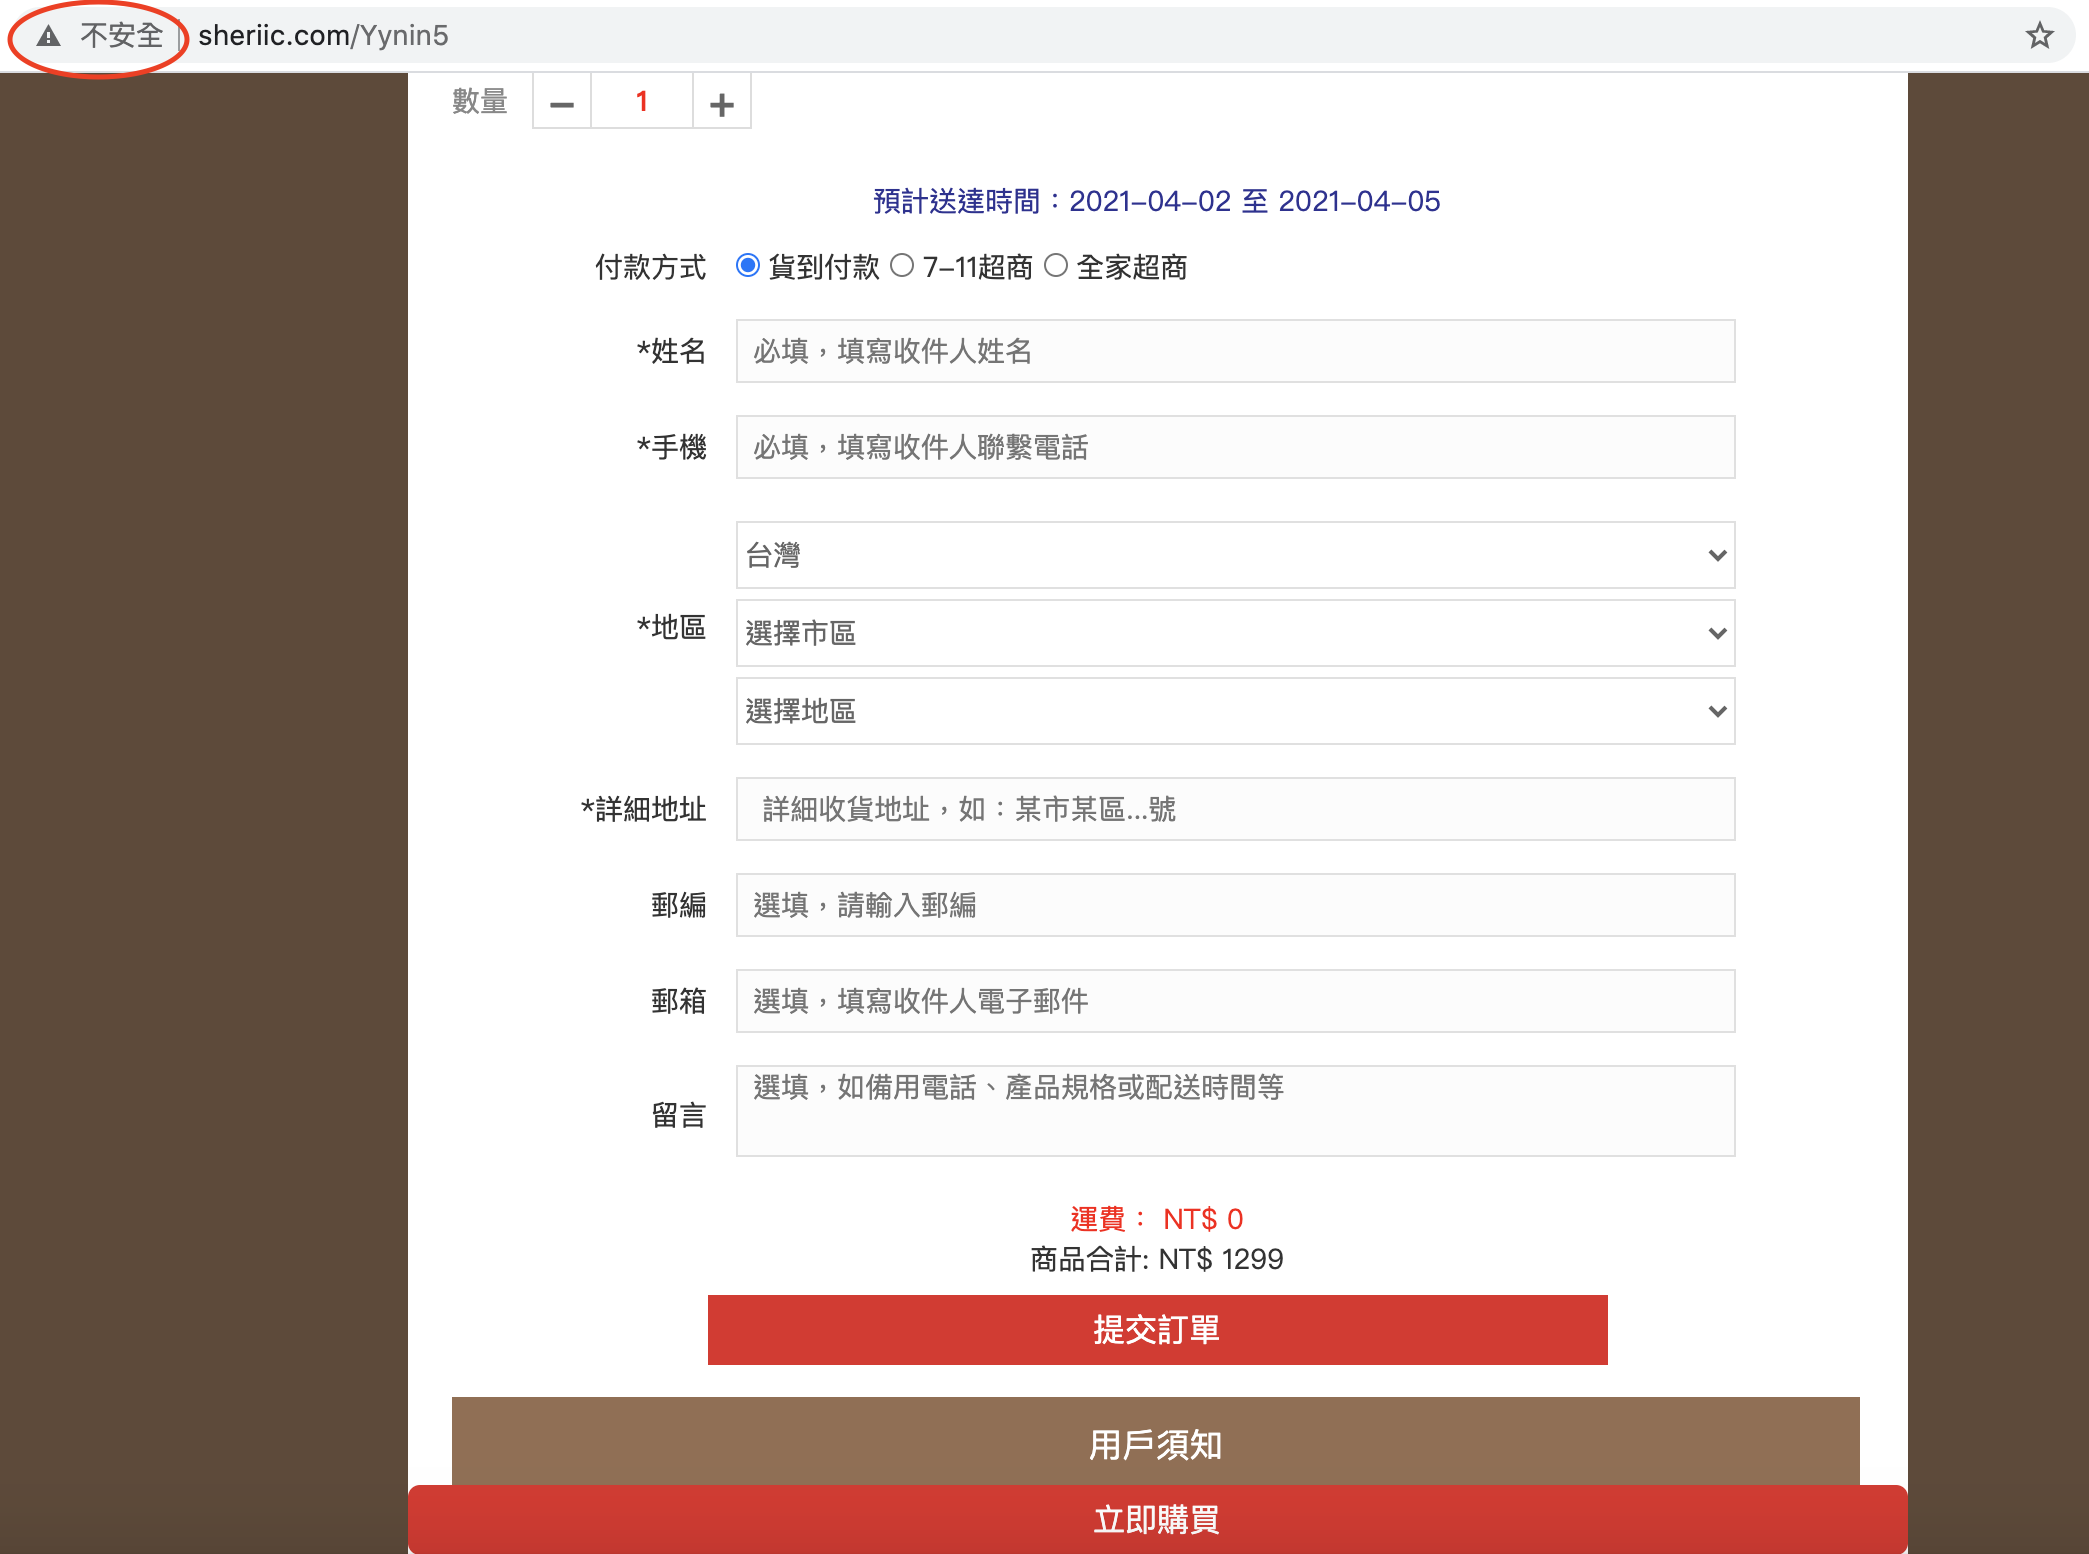 不安全 sheriic.com/Yynin5
數量 1
預計送達時間：2021-04-02 至 2021-04-05
付款方式 貨到付款 7-11超商 全家超商
*姓名 必填，填寫收件人姓名
*手機 必填，填寫收件人聯繫電話
台灣
*地區 選擇市區
選擇地區
*詳細地址 詳細收貨地址，如：某市某區...號
郵編 選填，請輸入郵編
郵箱 選填，填寫收件人電子郵件
留言 選填，如備用電話、產品規格或配送時間等
運費： NT$ 0
商品合計: NT$ 1299
提交訂單
用戶須知
立即購買